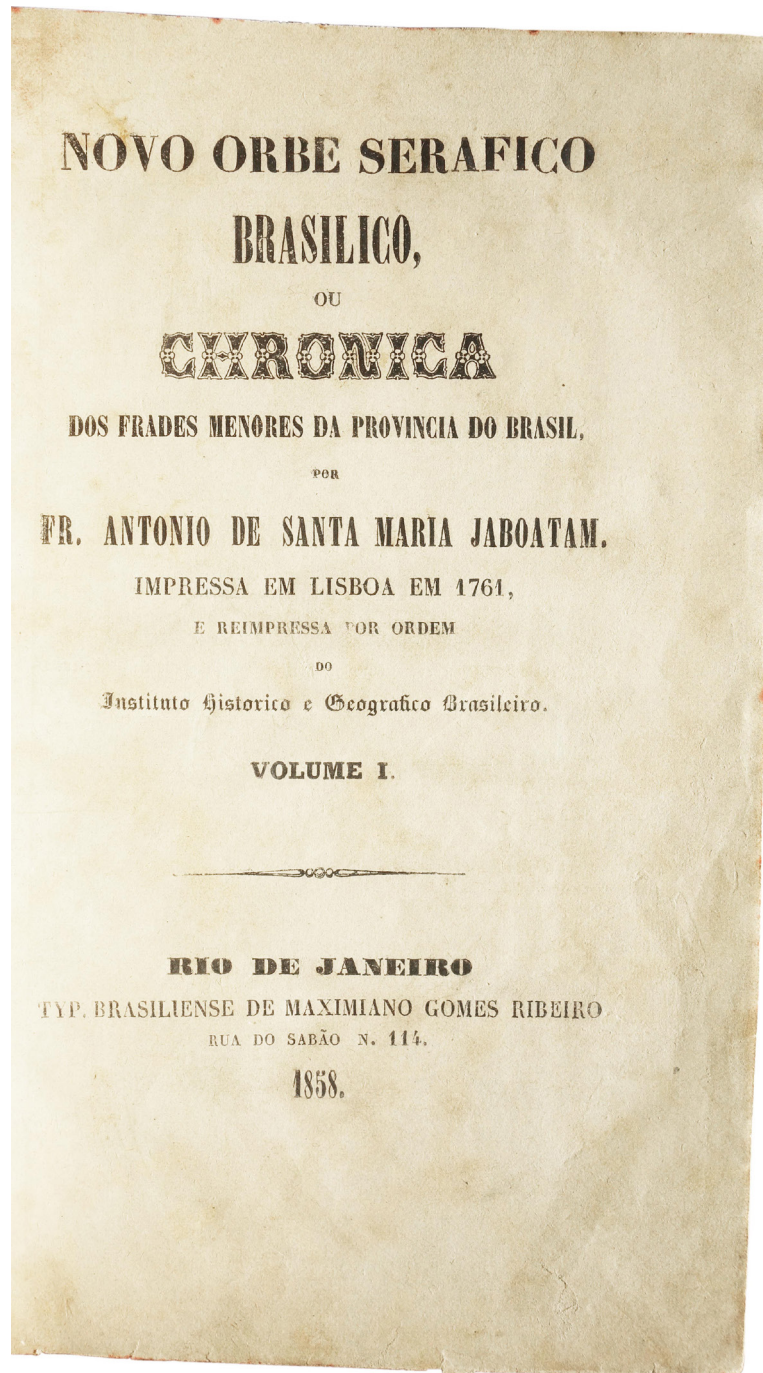 NOVO ORBE SERAFICO
BRASILICO,
OU
CHRONICA
DOS FRADES MENORES DA PROVINCIA DO BRASIL,
POR
FR. ANTONIO DE SANTA MARIA JABOATAM.
IMPRESSA EM LISBOA EM 1761,
E REIMPRESSA POR ORDEM
DO
Instituto Historico e Geografico Brasileiro.
VOLUME I.
RIO DE JANEIRO
TYP. BRASILIENSE DE MAXIMIANO GOMES RIBEIRO
RUA DO SABÃO N. 114.
1858.